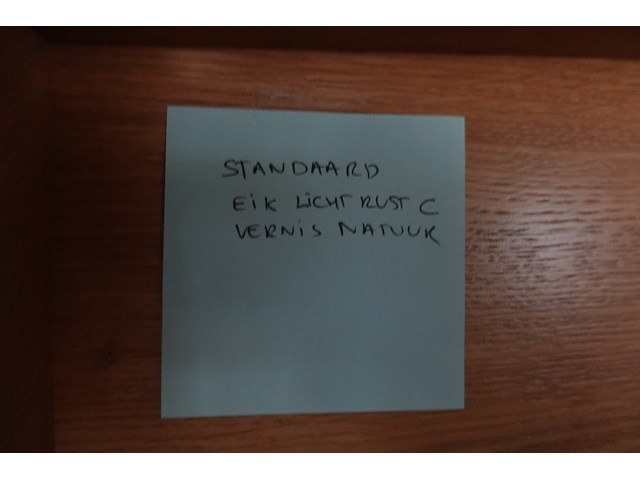 STANDAARD
EIK LICHT RUST C
VERNIS NATUUR